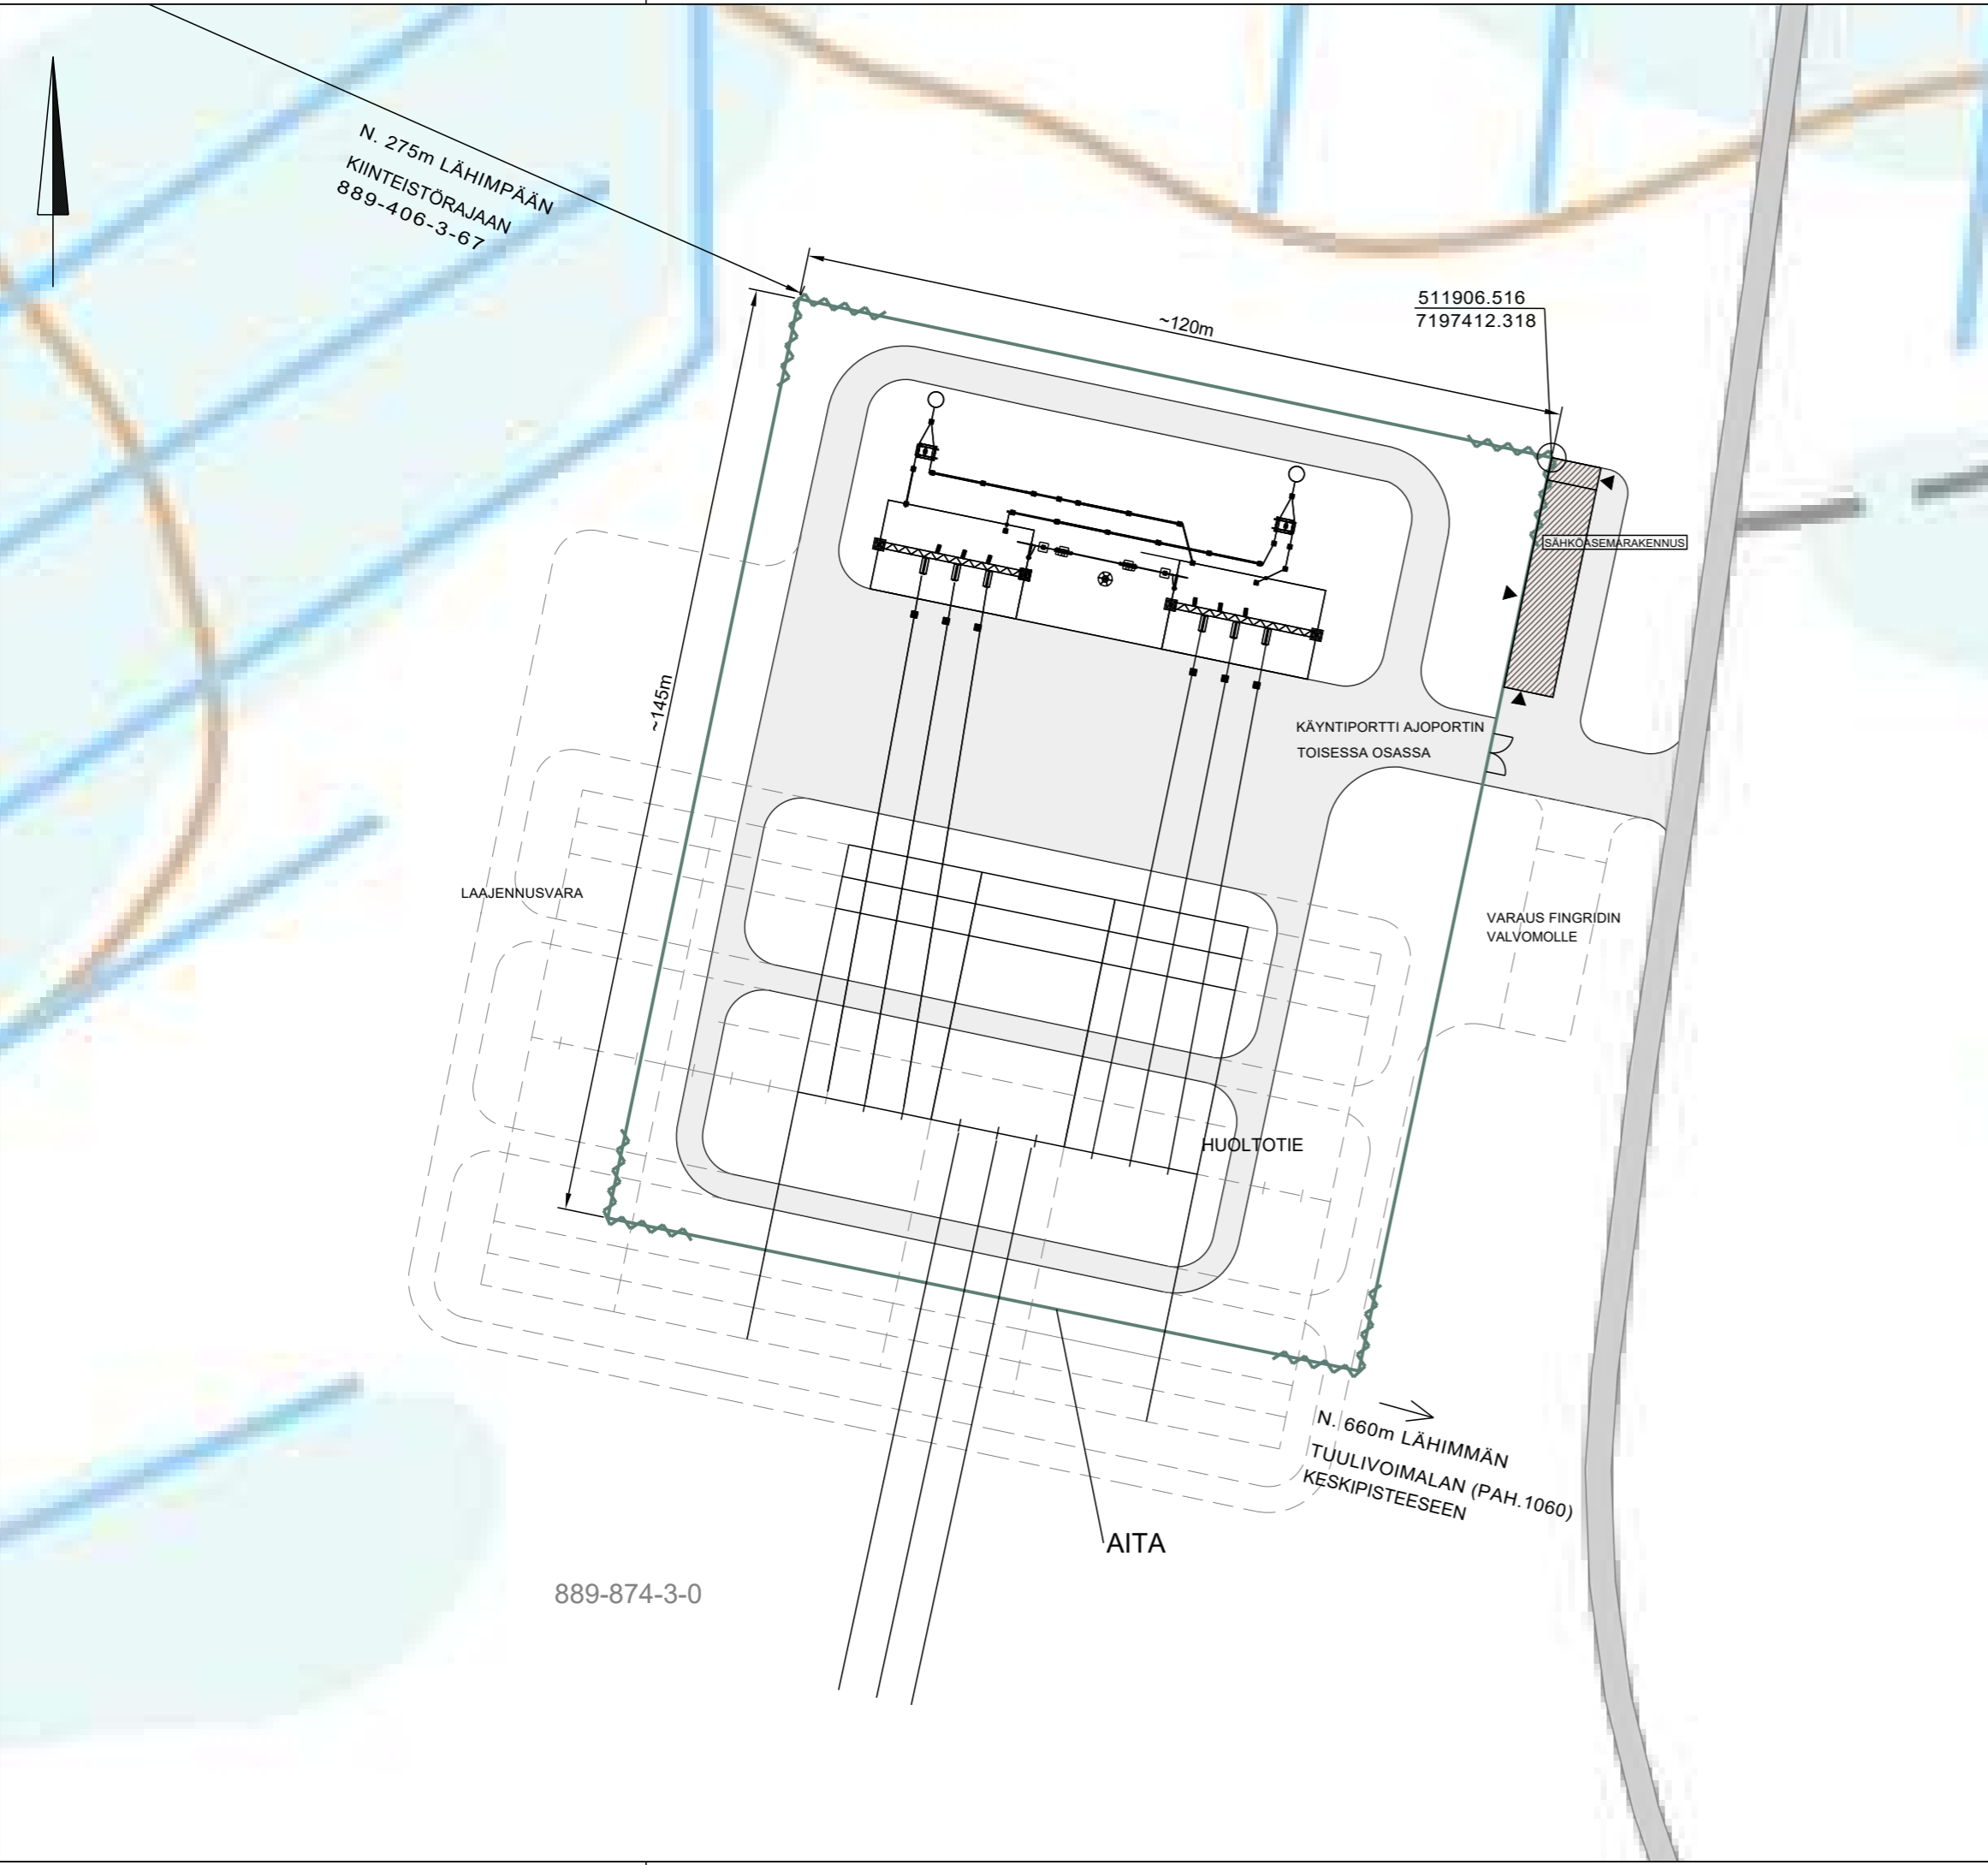 N. 275m LÄHIMPÄÄN
KIINTEISTÖRAJAAN
889-406-3-67
~120m
511906.516
7197412.318
SÄHKÖASEMARAKENNUS
~145m
KÄYNTIPORTTI AJOPORTIN
TOISESSA OSASSA
LAAJENNUSVARA
VARAUS FINGRIDIN
VALVOMOLLE
HUOLTOTIE
N. 660m LÄHIMMÄN
TUULIVOIMALAN (PAH.1060)
KESKIPISTEESEEN
AITA
889-874-3-0